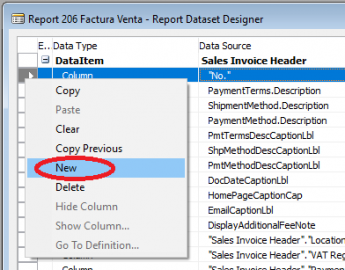 Report 206 Factura Venta - Report Dataset Designer
E.. Data Type Data Source
DataItem Sales Invoice Header
Column "No."
Copy PaymentTerms.Description
Paste ShipmentMethod.Description
Clear PaymentMethod.Description
Copy Previous PmtTermsDescCaptionLbl
New ShpMethodDescCaptionLbl
Delete PmtMethodDescCaptionLbl
Hide Column DocDateCaptionLbl
Show Column... HomePageCaptionCap
Go To Definition... EmailCaptionLbl
DisplayAdditionalFeeNote
"Sales Invoice Header"."Location
Column "Sales Invoice Header"."VAT Reg
Column "Sales Invoice Header"."Paymen